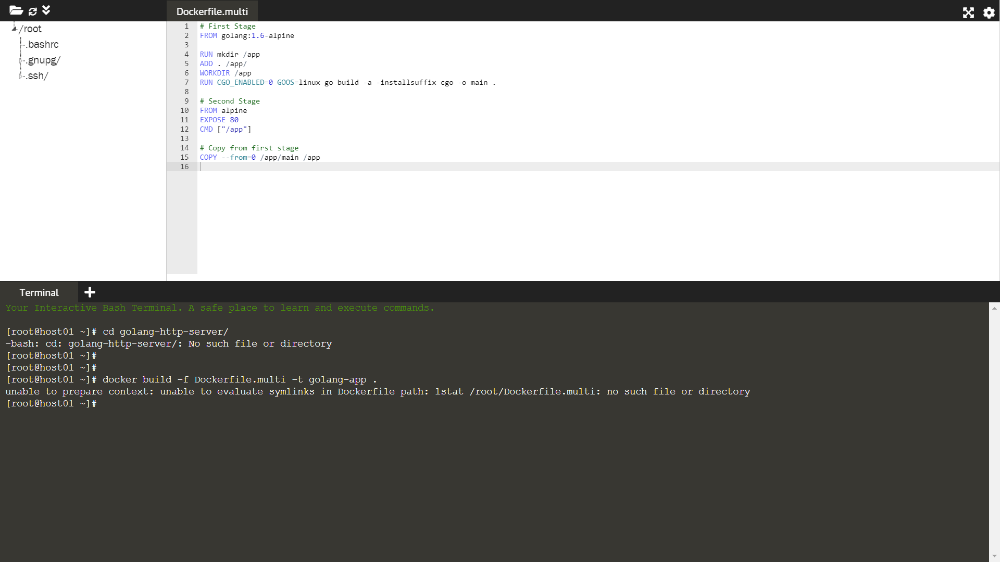 Dockerfile.multi
/root
.bashrc
.gnupg/
.ssh/
1 # First Stage
2 FROM golang:1.6-alpine
3
4 RUN mkdir /app
5 ADD . /app/
6 WORKDIR /app
7 RUN CGO_ENABLED=0 GOOS=linux go build -a -installsuffix cgo -o main .
8
9 # Second Stage
10 FROM alpine
11 EXPOSE 80
12 CMD ["/app"]
13
14 # Copy from first stage
15 COPY --from=0 /app/main /app
16
Terminal
Your Interactive Bash Terminal. A safe place to learn and execute commands.
[root@host01 ~]# cd golang-http-server/
-bash: cd: golang-http-server/: No such file or directory
[root@host01 ~]#
[root@host01 ~]#
[root@host01 ~]# docker build -f Dockerfile.multi -t golang-app .
unable to prepare context: unable to evaluate symlinks in Dockerfile path: lstat /root/Dockerfile.multi: no such file or directory
[root@host01 ~]#